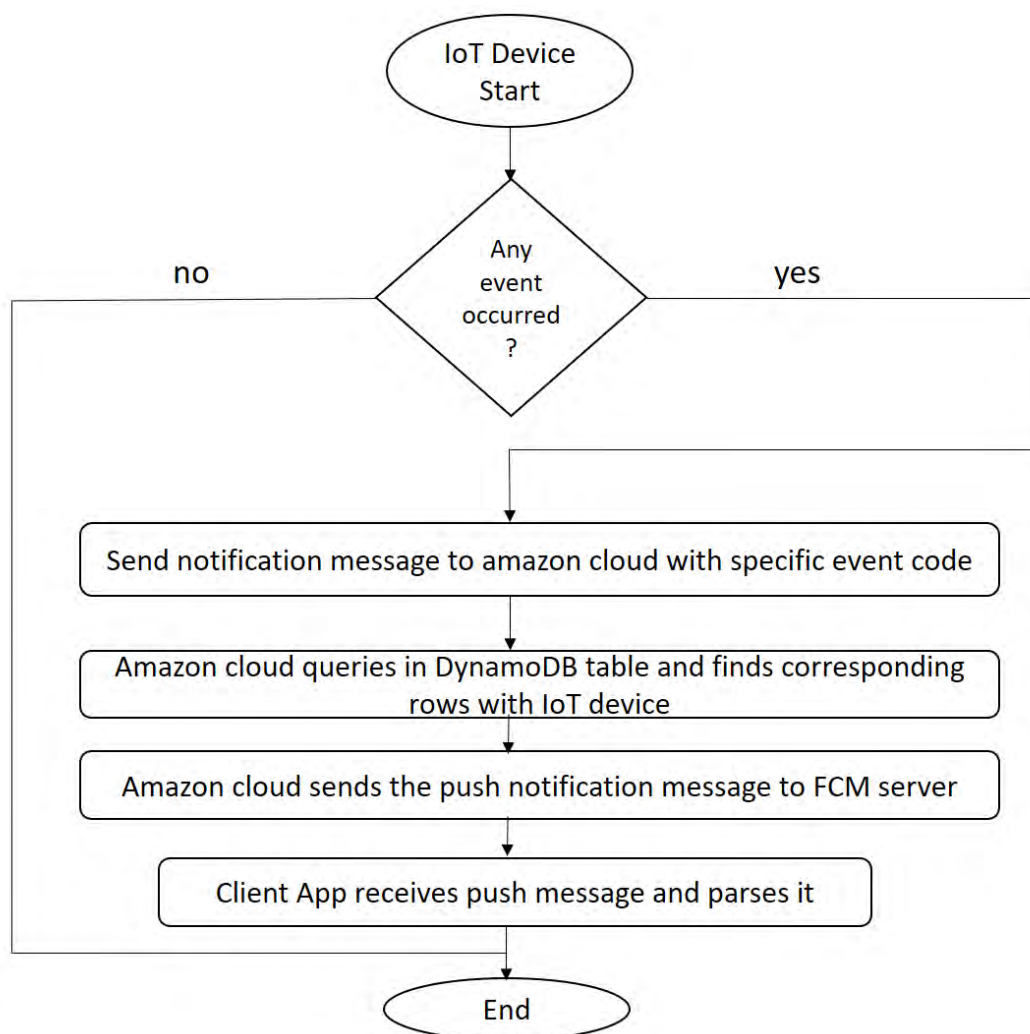 IoT Device
Start
Any
event
occurred
?
no
yes
Send notification message to amazon cloud with specific event code
Amazon cloud queries in DynamoDB table and finds corresponding
rows with IoT device
Amazon cloud sends the push notification message to FCM server
Client App receives push message and parses it
End